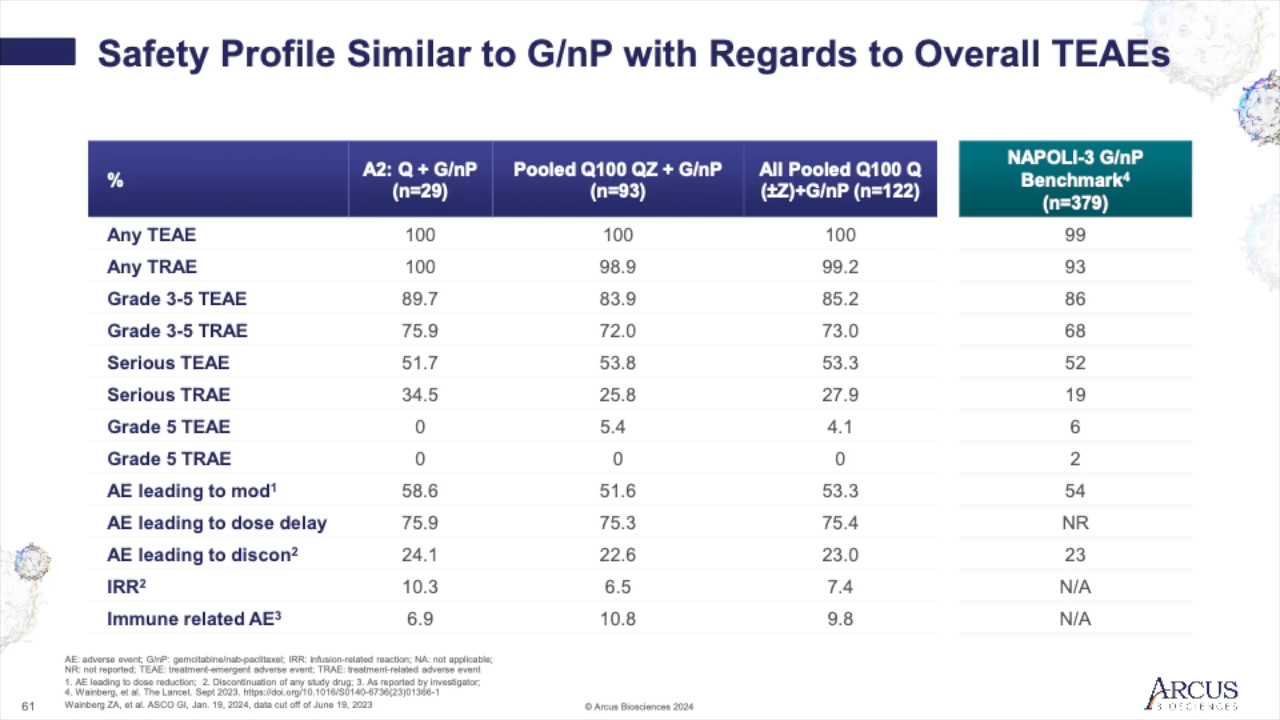 Safety Profile Similar to G/nP with Regards to Overall TEAEs
% A2: Q + G/nP (n=29) Pooled Q100 QZ + G/nP (n=93) All Pooled Q100 Q (±Z)+G/nP (n=122) NAPOLI-3 G/nP Benchmark⁴ (n=379)
Any TEAE 100 100 100 99
Any TRAE 100 98.9 99.2 93
Grade 3-5 TEAE 89.7 83.9 85.2 86
Grade 3-5 TRAE 75.9 72.0 73.0 68
Serious TEAE 51.7 53.8 53.3 52
Serious TRAE 34.5 25.8 27.9 19
Grade 5 TEAE 0 5.4 4.1 6
Grade 5 TRAE 0 0 0 2
AE leading to mod¹ 58.6 51.6 53.3 54
AE leading to dose delay 75.9 75.3 75.4 NR
AE leading to discon² 24.1 22.6 23.0 23
IRR² 10.3 6.5 7.4 N/A
Immune related AE³ 6.9 10.8 9.8 N/A
AE: adverse event; G/nP: gemcitabine/nab-paclitaxel; IRR: infusion-related reaction; NA: not applicable;
NR: not reported; TEAE: treatment-emergent adverse event; TRAE: treatment-related adverse event
1. AE leading to dose reduction; 2. Discontinuation of any study drug; 3. As reported by investigator;
4. Wainberg, et al. The Lancet. Sept 2023. https://doi.org/10.1016/S0140-6736(23)01366-1
Wainberg ZA, et al. ASCO GI, Jan. 19, 2024, data cut off of June 19, 2023
61
© Arcus Biosciences 2024
ARCUS
BIOSCIENCES